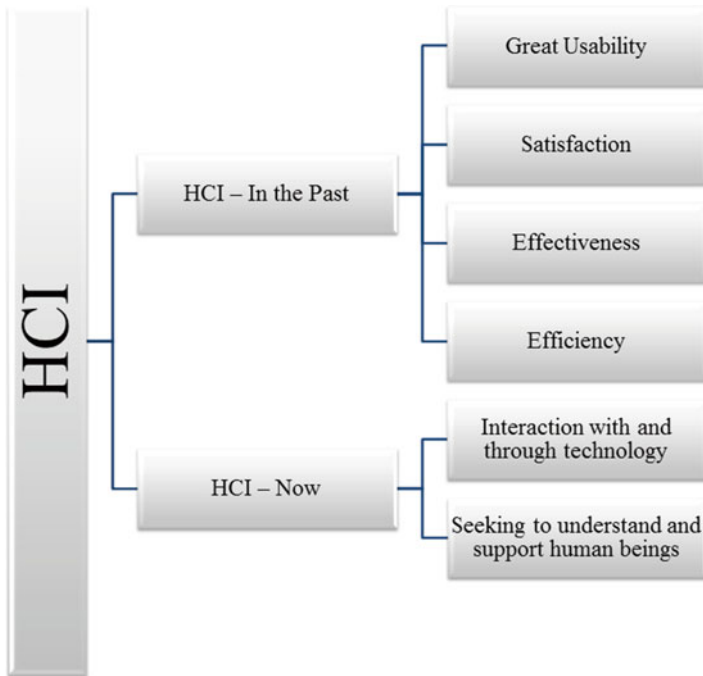 HCI
HCI – In the Past
Great Usability
Satisfaction
Effectiveness
Efficiency
HCI – Now
Interaction with and
through technology
Seeking to understand and
support human beings